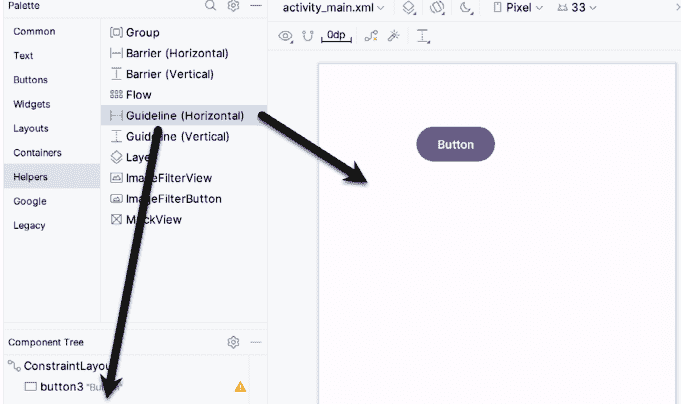 Palette
Common
Text
Buttons
Widgets
Layouts
Containers
Helpers
Google
Legacy
Group
Barrier (Horizontal)
Barrier (Vertical)
Flow
Guideline (Horizontal)
Guideline (Vertical)
Layer
ImageFilterView
ImageFilterButton
MockView
Component Tree
ConstraintLayout
button3 "Button"
activity_main.xml
Pixel
33
0dp
Button